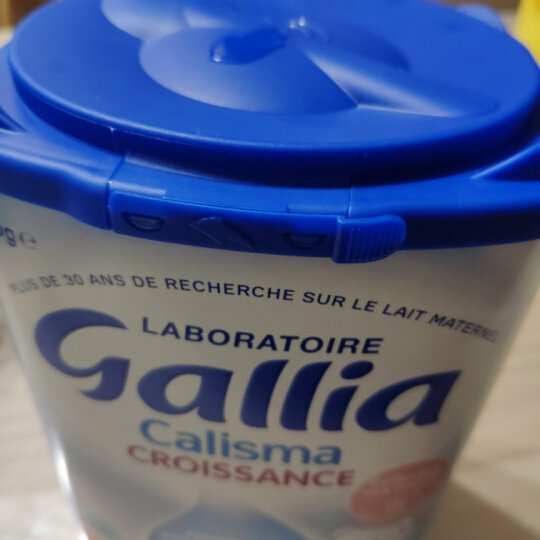 PLUS DE 30 ANS DE RECHERCHE SUR LE LAIT MATERNEL
LABORATOIRE
Gallia
Calisma
CROISSANCE